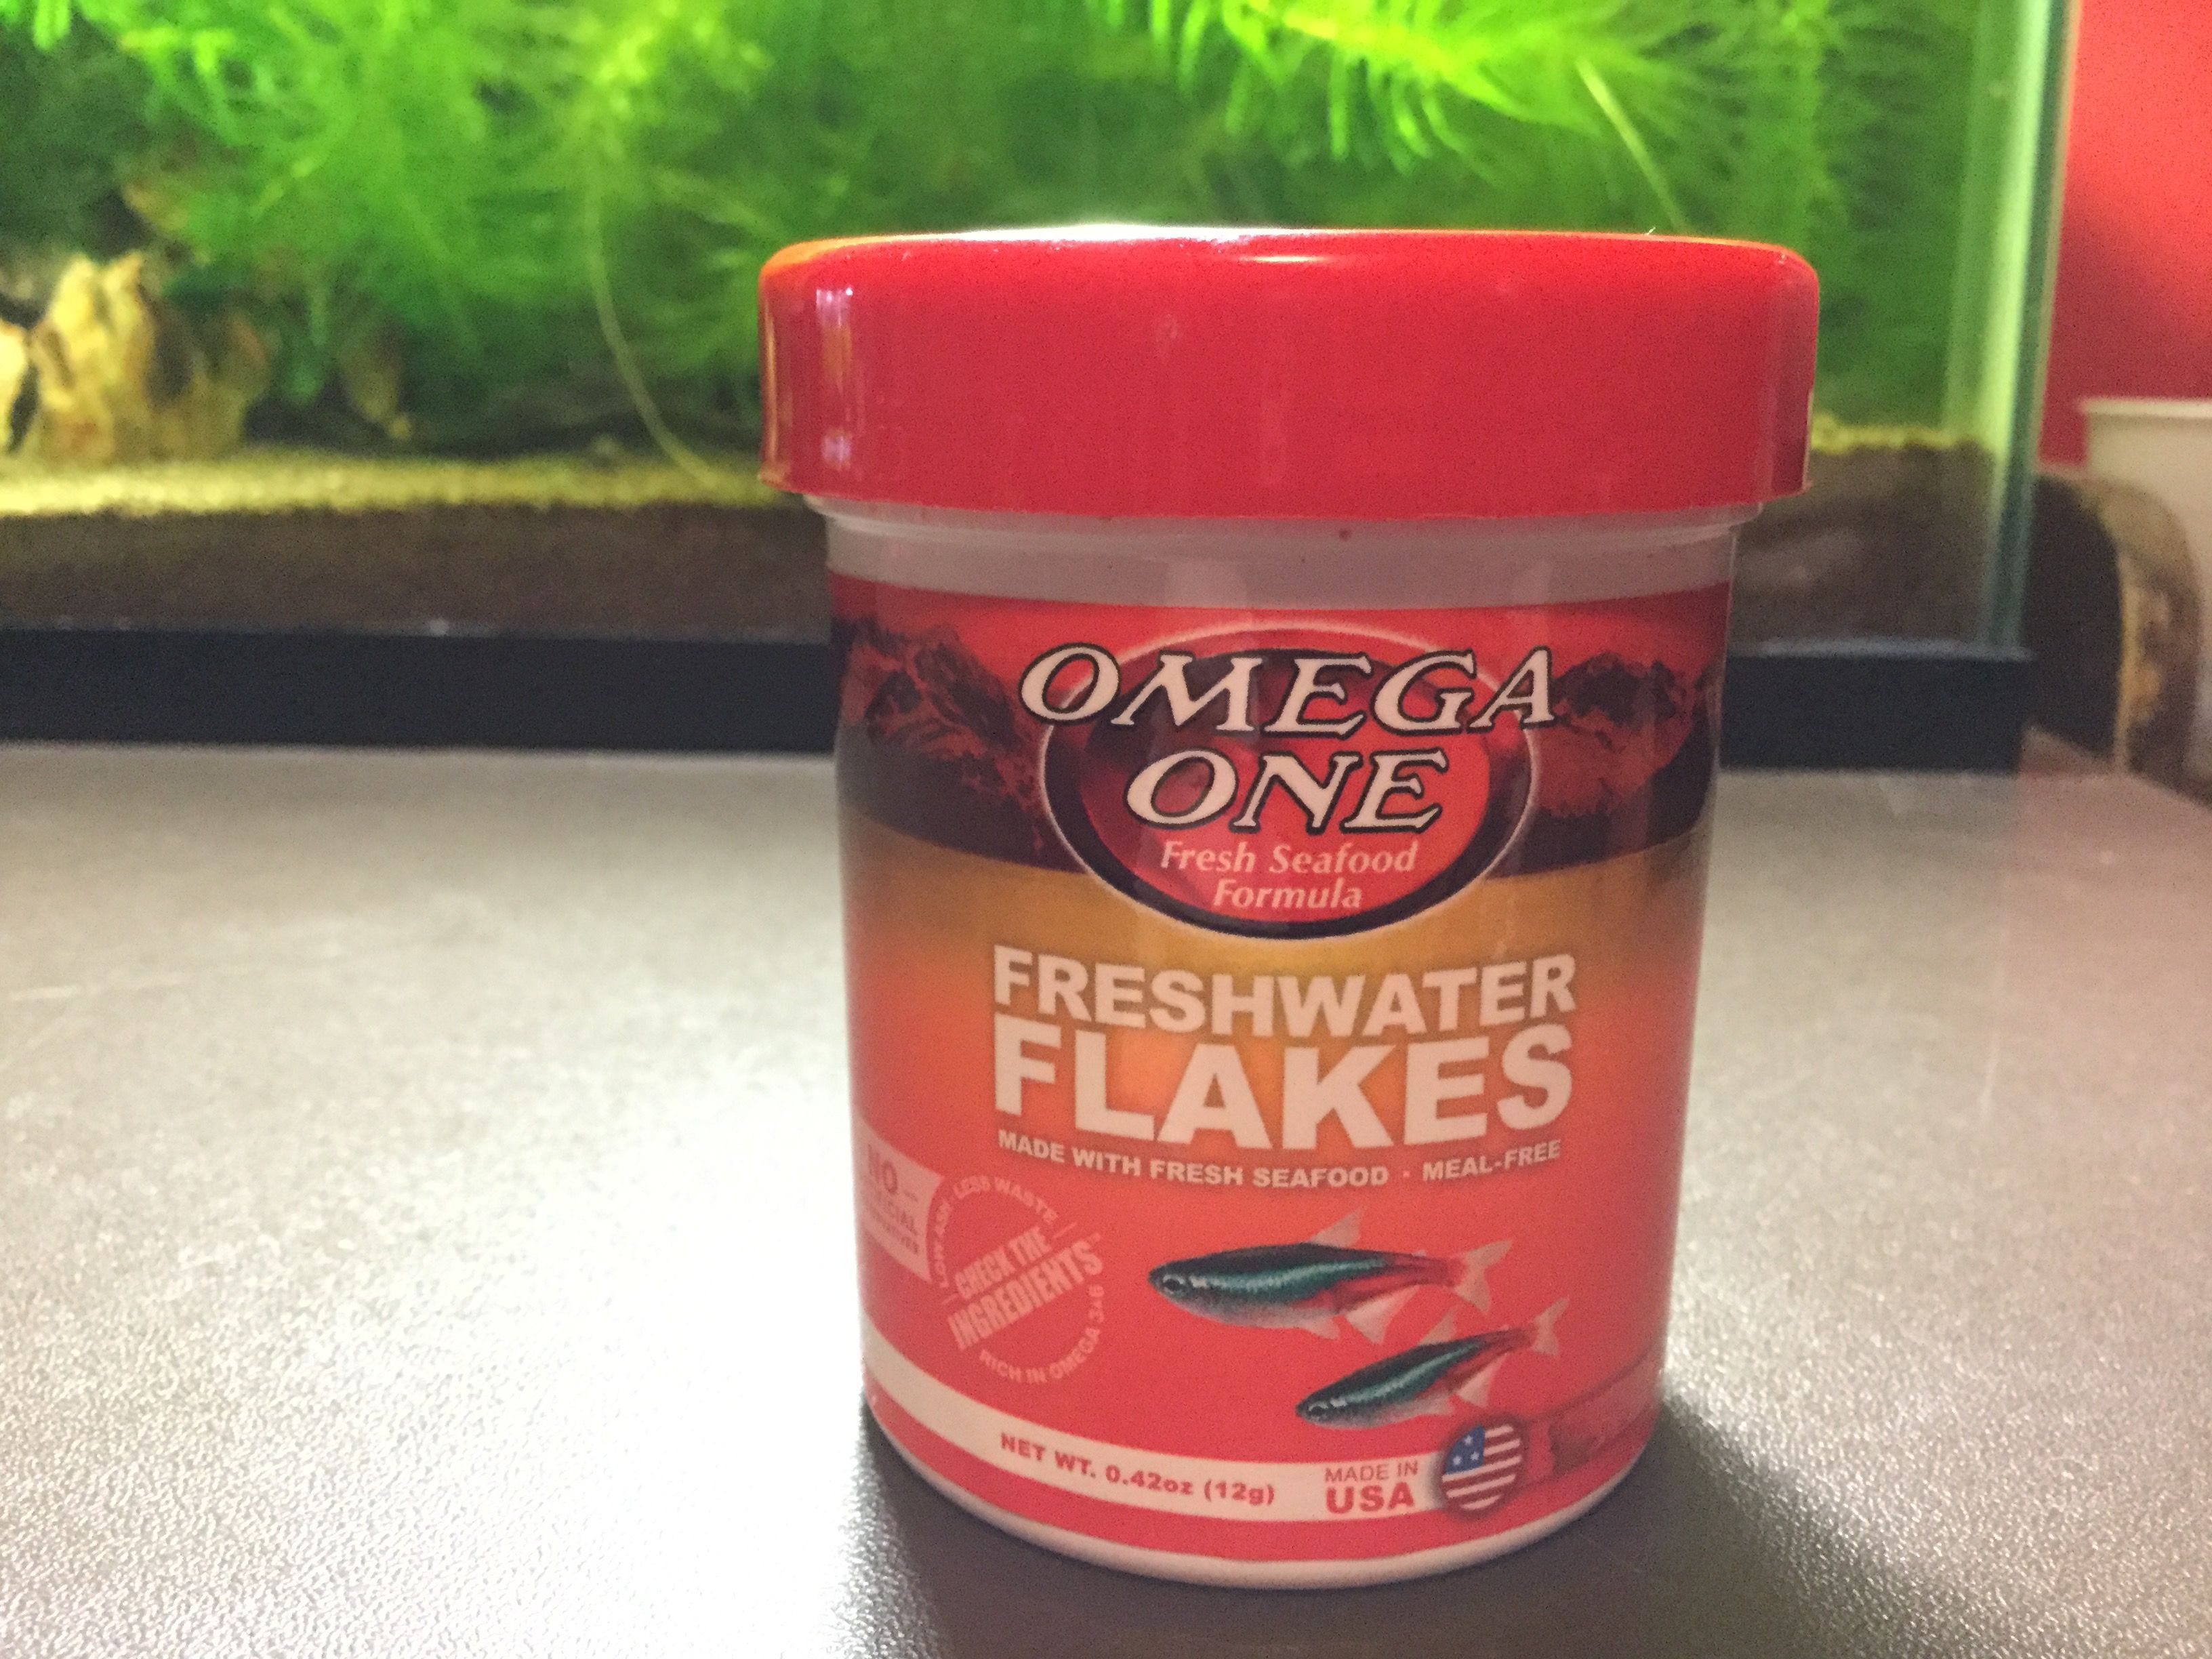 OMEGA
ONE
Fresh Seafood
Formula
FRESHWATER
FLAKES
MADE WITH FRESH SEAFOOD · MEAL-FREE
NO
LOW ASH · LESS WASTE
CHECK THE
INGREDIENTS™
RICH IN OMEGA 3&6
NET WT. 0.42oz (12g)
MADE IN
USA